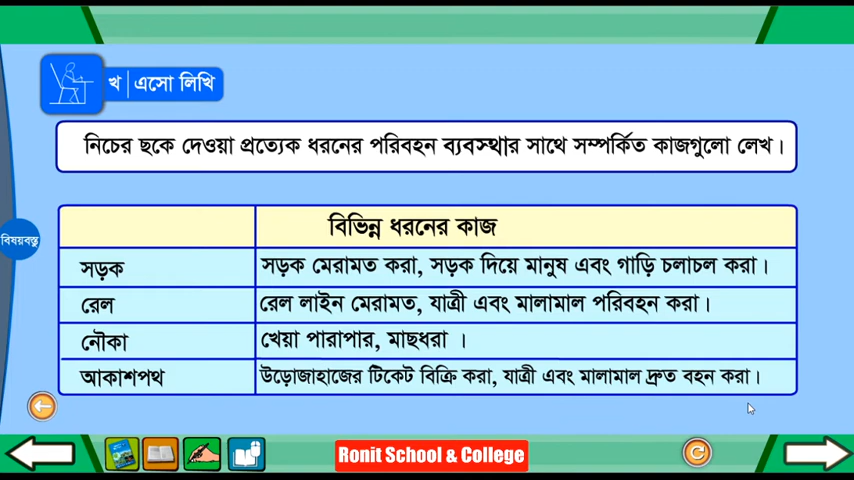 খ | এসো লিখি
নিচের ছকে দেওয়া প্রত্যেক ধরনের পরিবহন ব্যবস্থার সাথে সম্পর্কিত কাজগুলো লেখ।
বিভিন্ন ধরনের কাজ
বিষয়বস্তু
সড়ক সড়ক মেরামত করা, সড়ক দিয়ে মানুষ এবং গাড়ি চলাচল করা।
রেল রেল লাইন মেরামত, যাত্রী এবং মালামাল পরিবহন করা।
নৌকা খেয়া পারাপার, মাছধরা ।
আকাশপথ উড়োজাহাজের টিকেট বিক্রি করা, যাত্রী এবং মালামাল দ্রুত বহন করা।
Ronit School & College